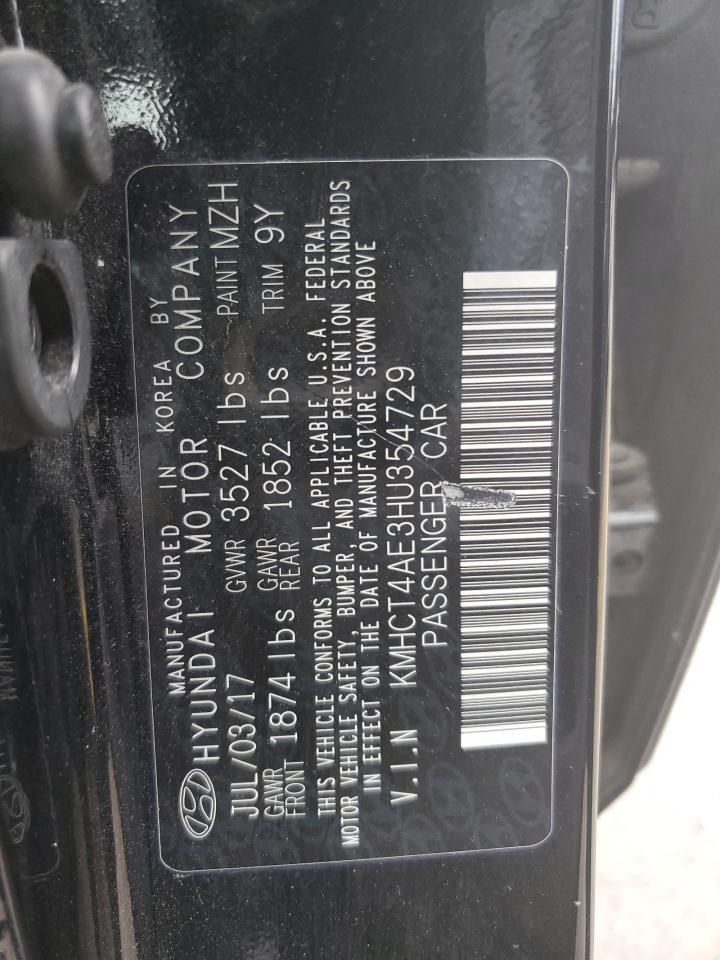 MANUFACTURED IN KOREA BY
HYUNDAI MOTOR COMPANY
JUL/03/17 GVWR 3527 lbs PAINT MZH
GAWR FRONT 1874 lbs GAWR REAR 1852 lbs TRIM 9Y
THIS VEHICLE CONFORMS TO ALL APPLICABLE U.S.A. FEDERAL
MOTOR VEHICLE SAFETY, BUMPER, AND THEFT PREVENTION STANDARDS
IN EFFECT ON THE DATE OF MANUFACTURE SHOWN ABOVE
V.I.N KMHCT4AE3HU354729
PASSENGER CAR